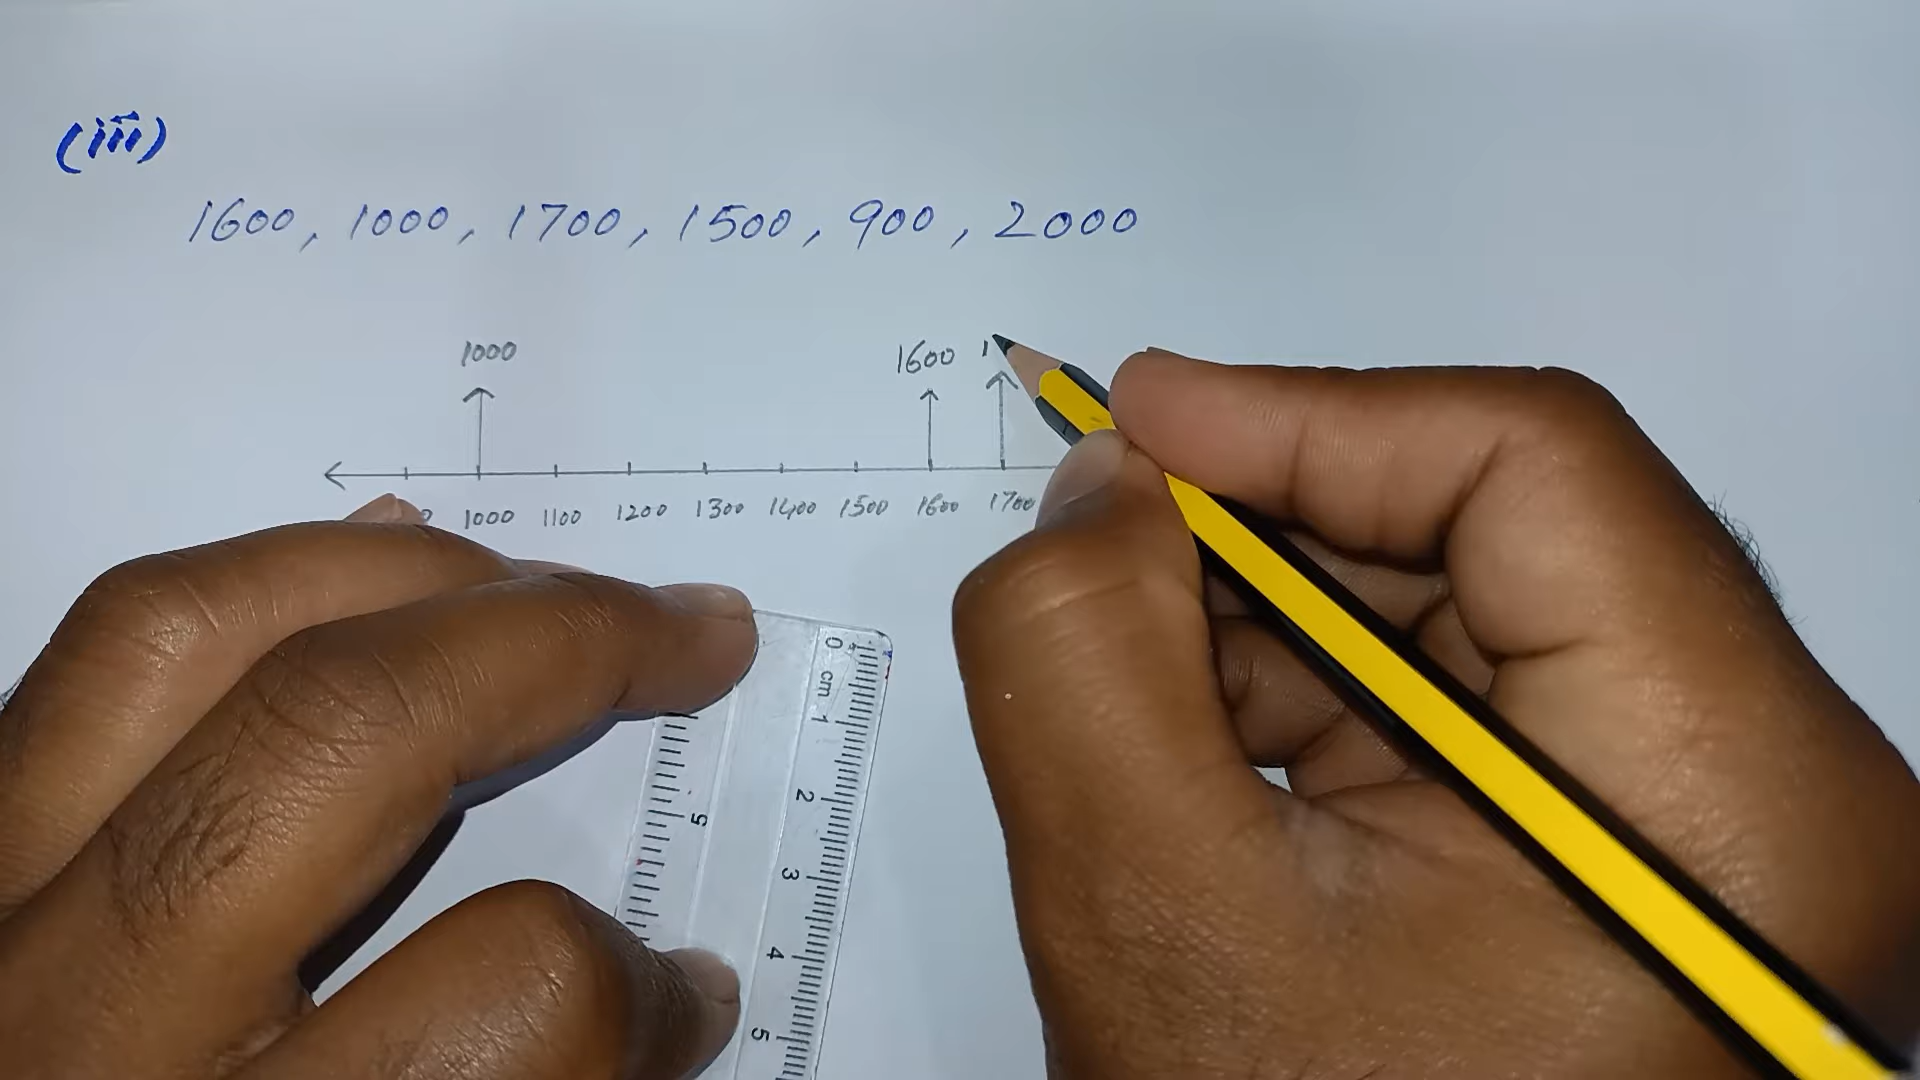 (iii)
1600, 1000, 1700, 1500, 900, 2000
1000 1600 1
1000 1100 1200 1300 1400 1500 1600 1700
0 cm 1 2 3 4 5
5